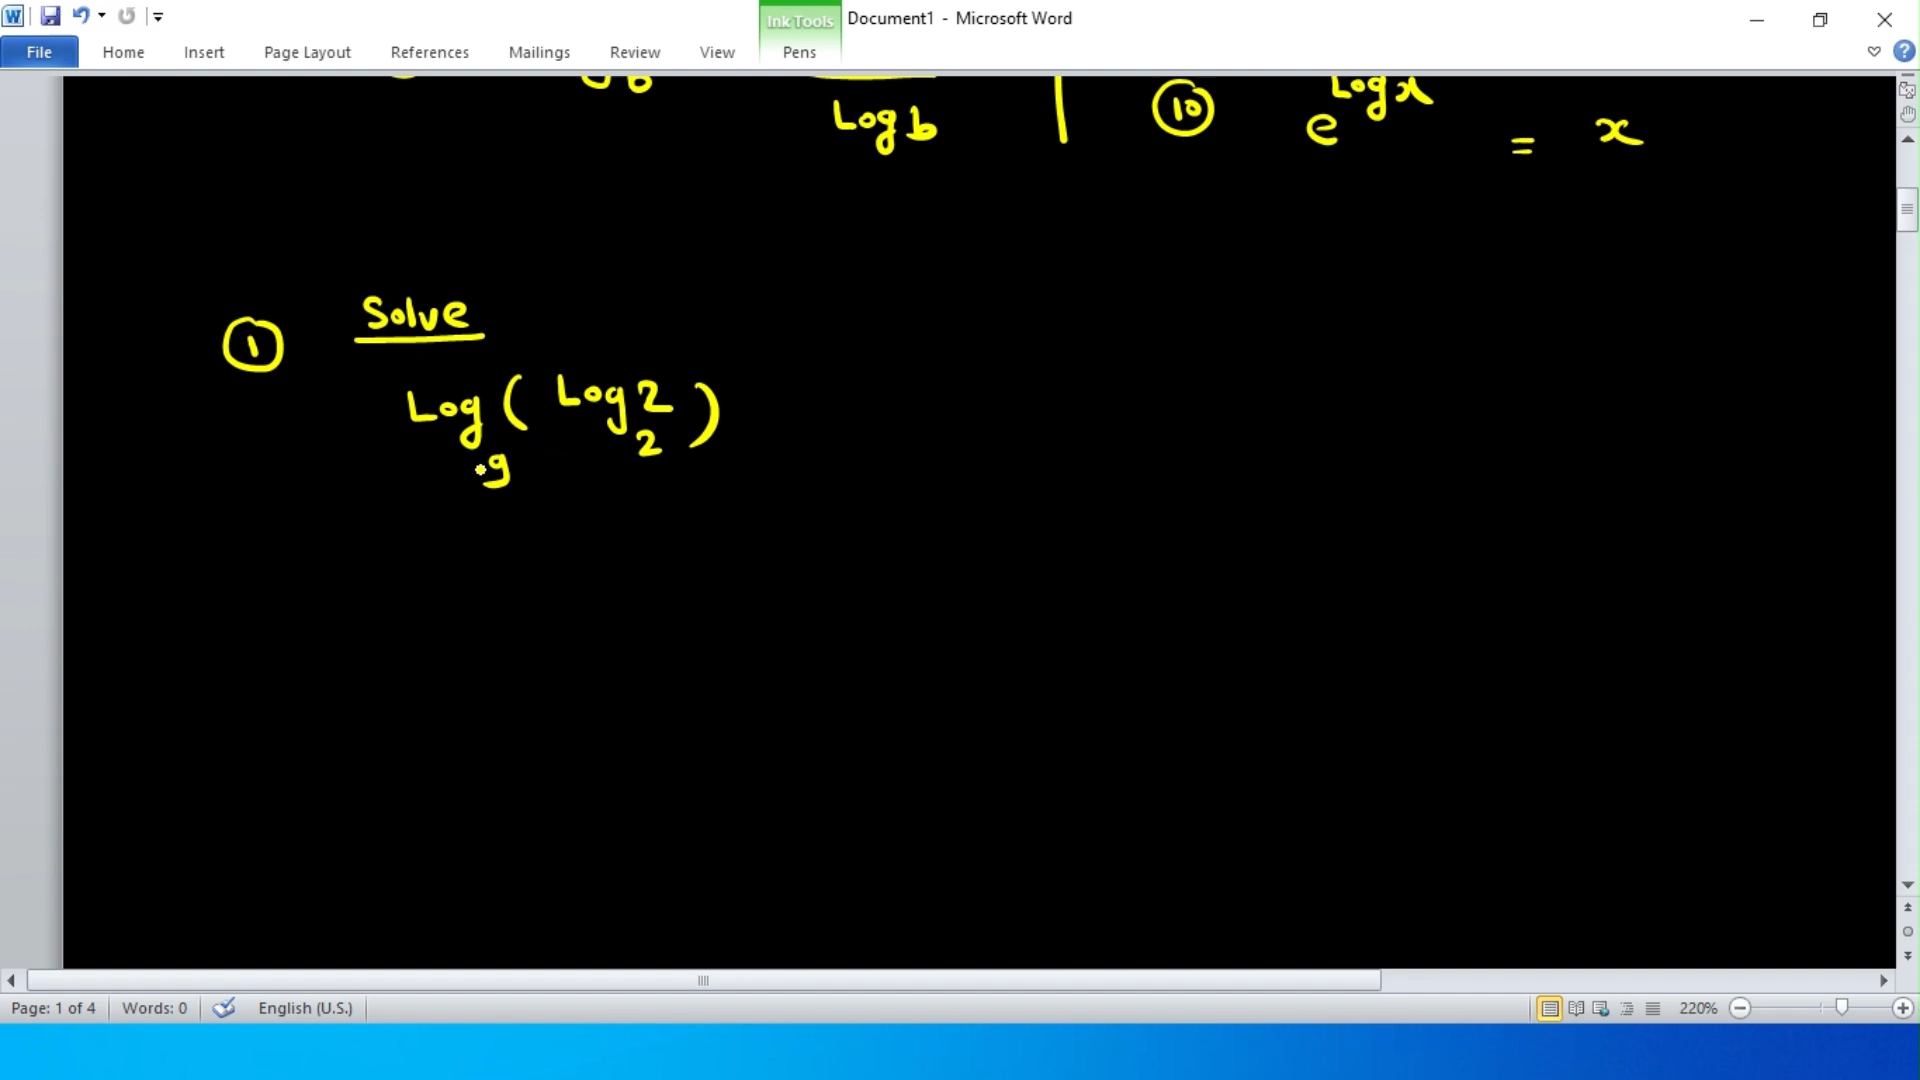 Document1 - Microsoft Word
Ink Tools
File Home Insert Page Layout References Mailings Review View Pens
b
Log b
10 e^Log x = x
1 Solve
Log_9 ( Log_2 2 )
Page: 1 of 4 Words: 0 English (U.S.) 220%